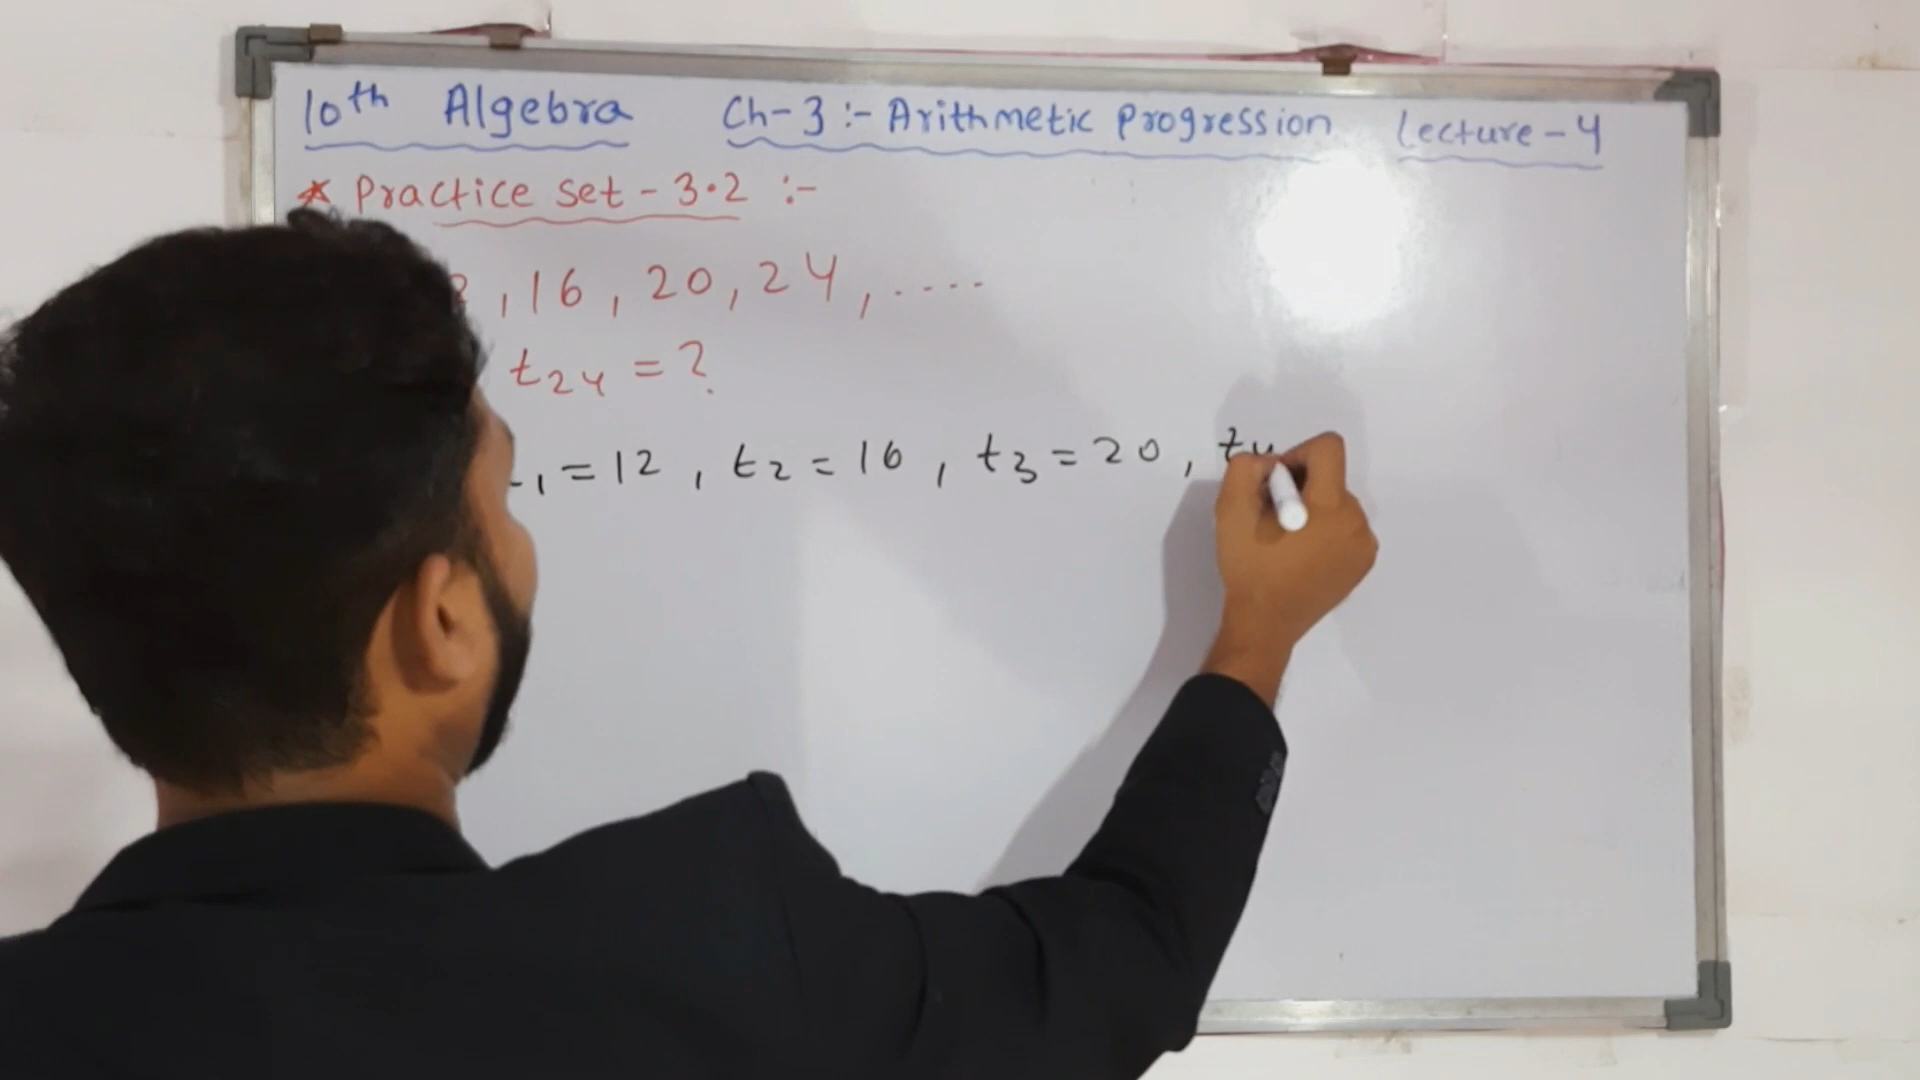 10th Algebra Ch-3 :- Arithmetic Progression Lecture-4
* Practice set - 3.2 :-
, 16, 20, 24, ....
t24 = ?
1 = 12, t2 = 16, t3 = 20, t4